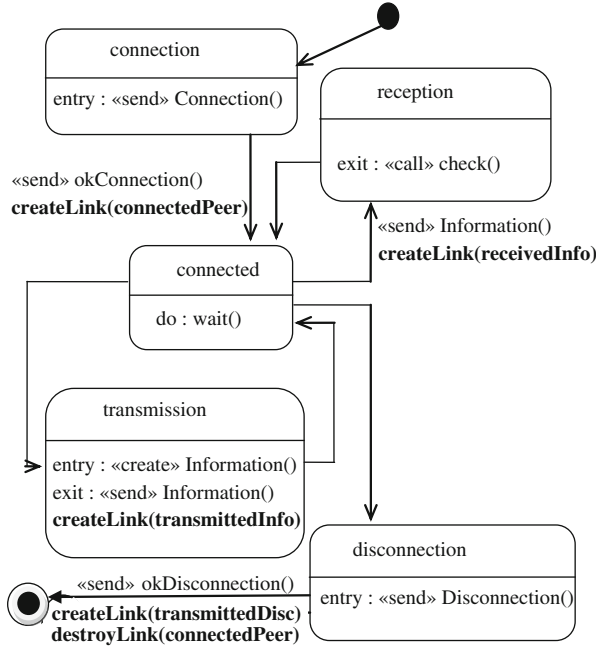 connection
entry : «send» Connection()
reception
exit : «call» check()
«send» okConnection()
createLink(connectedPeer)
«send» Information()
createLink(receivedInfo)
connected
do : wait()
transmission
entry : «create» Information()
exit : «send» Information()
createLink(transmittedInfo)
disconnection
entry : «send» Disconnection()
«send» okDisconnection()
createLink(transmittedDisc)
destroyLink(connectedPeer)